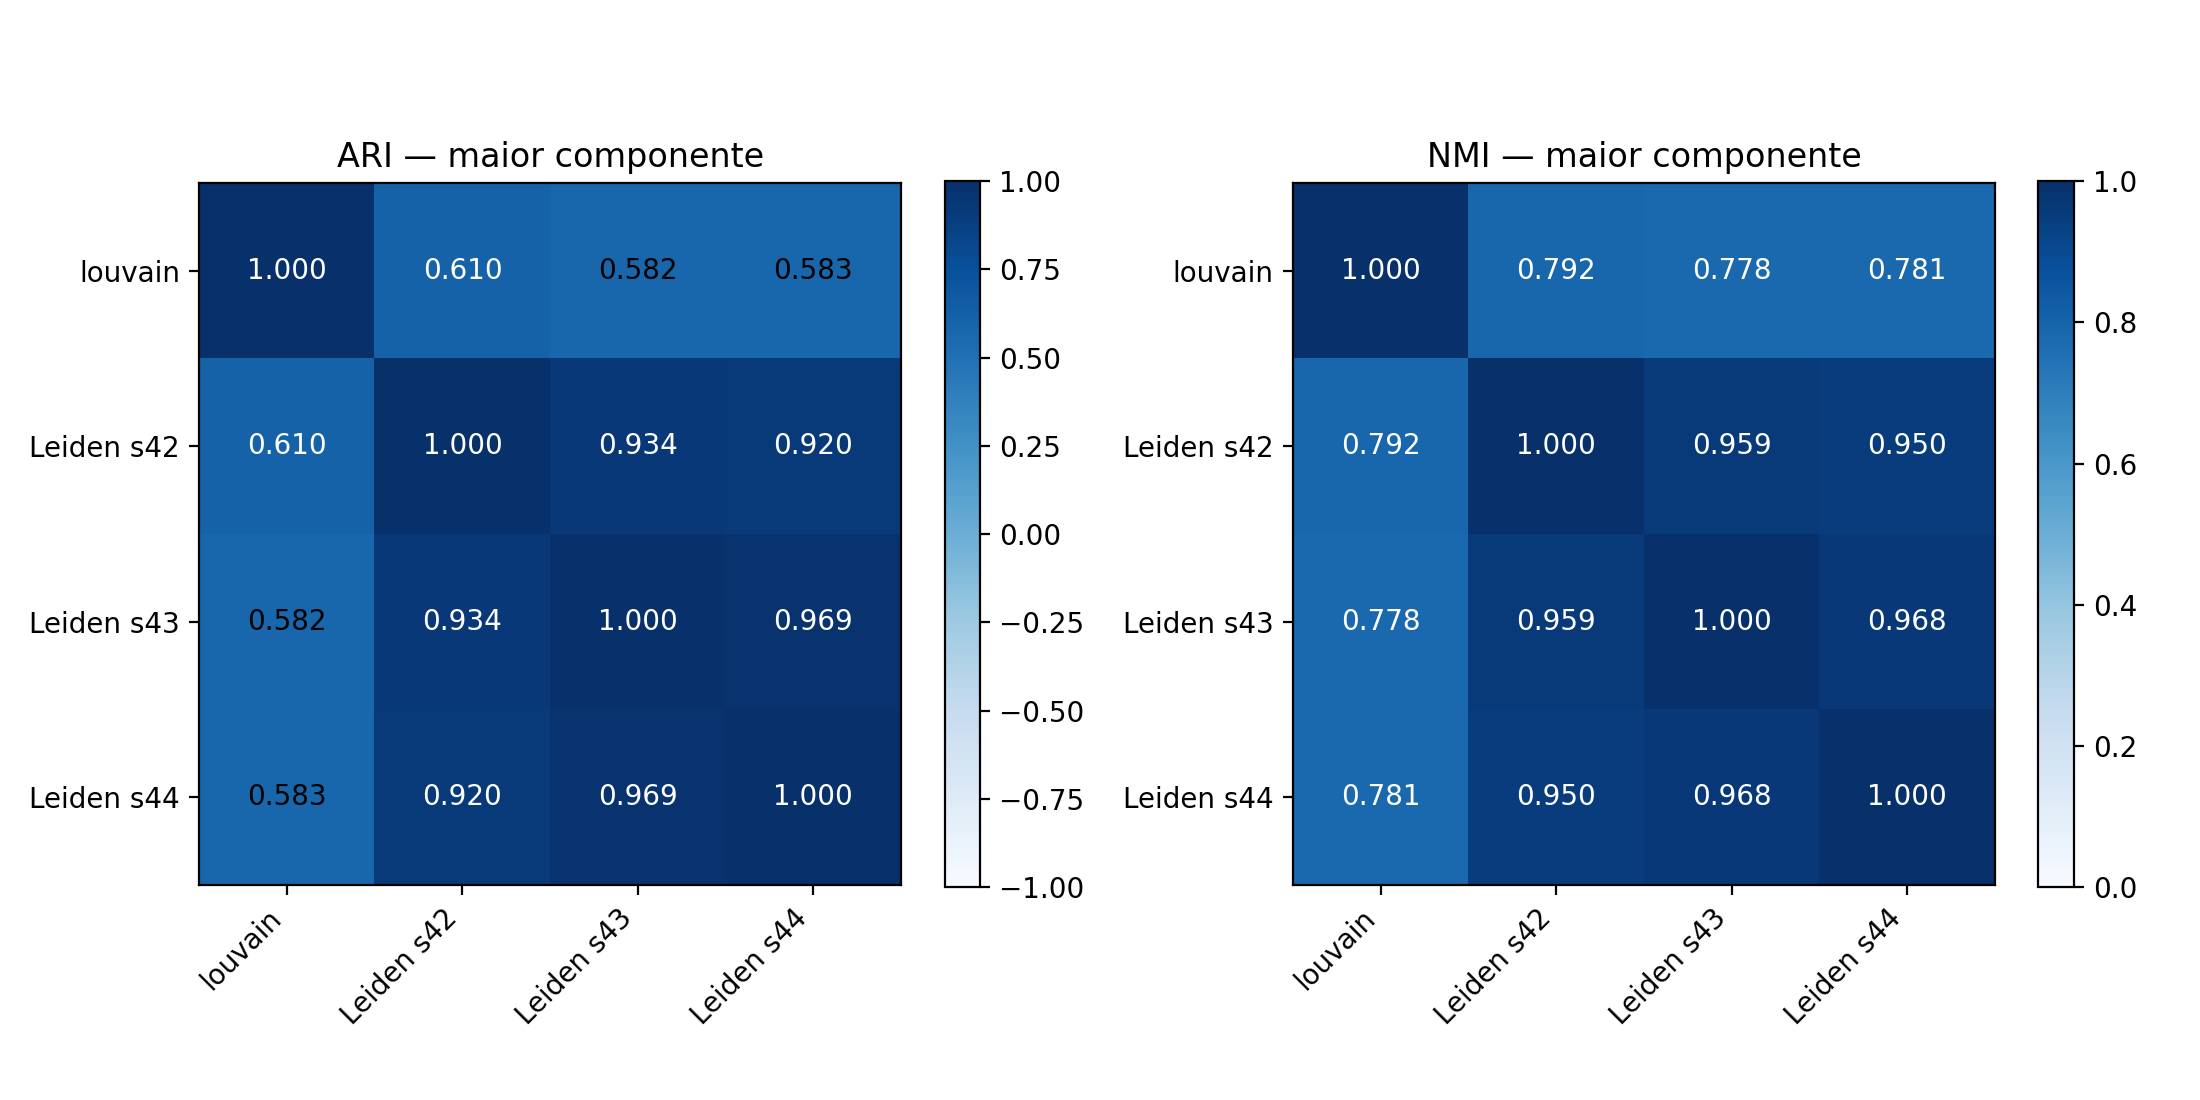 ARI — maior componente
louvain
Leiden s42
Leiden s43
Leiden s44
1.000 0.610 0.582 0.583
0.610 1.000 0.934 0.920
0.582 0.934 1.000 0.969
0.583 0.920 0.969 1.000
louvain
Leiden s42
Leiden s43
Leiden s44
1.00
0.75
0.50
0.25
0.00
−0.25
−0.50
−0.75
−1.00
NMI — maior componente
louvain
Leiden s42
Leiden s43
Leiden s44
1.000 0.792 0.778 0.781
0.792 1.000 0.959 0.950
0.778 0.959 1.000 0.968
0.781 0.950 0.968 1.000
louvain
Leiden s42
Leiden s43
Leiden s44
1.0
0.8
0.6
0.4
0.2
0.0